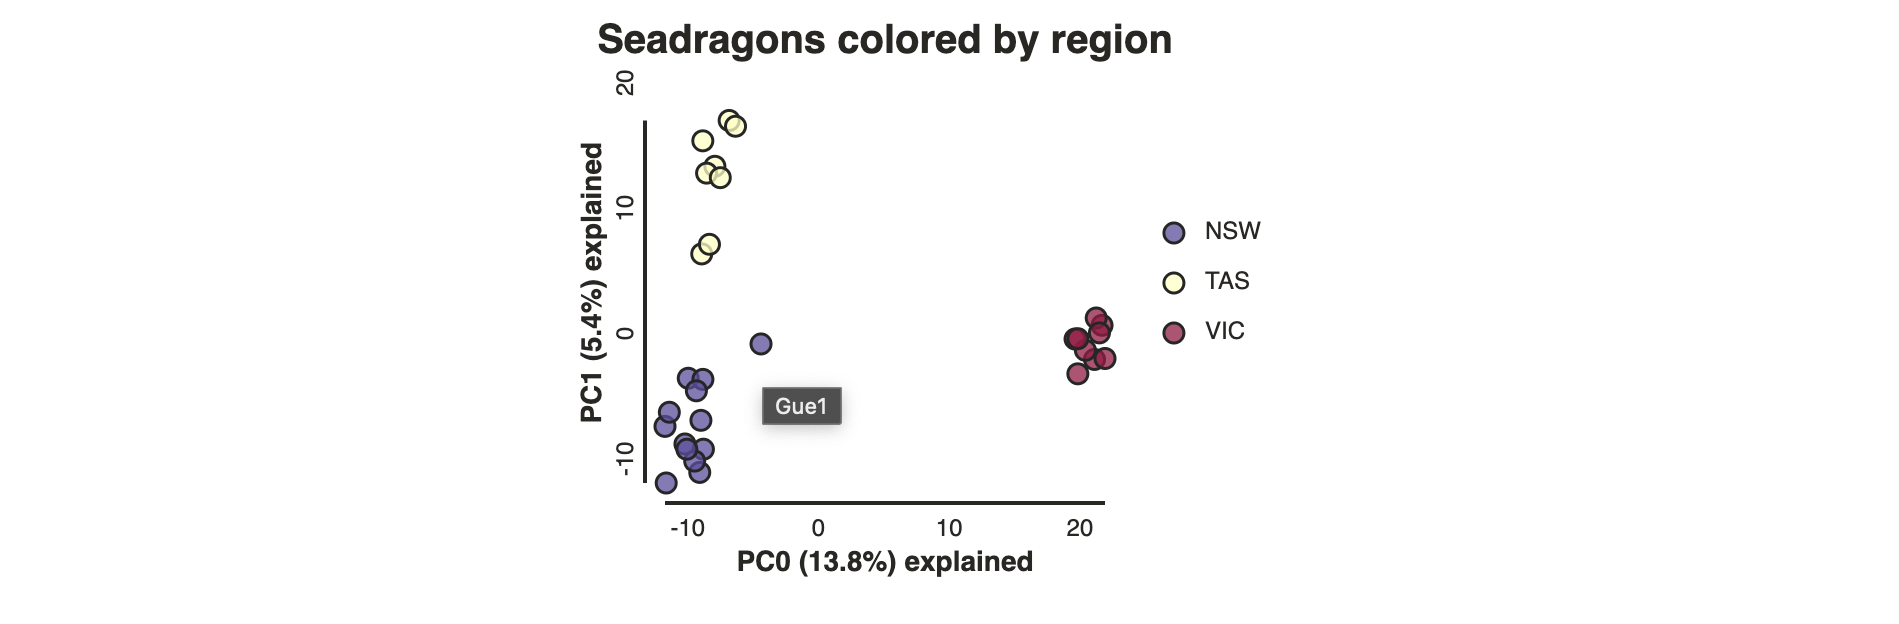 Seadragons colored by region
20
10
0
-10
PC1 (5.4%) explained
NSW
TAS
VIC
Gue1
-10 0 10 20
PC0 (13.8%) explained